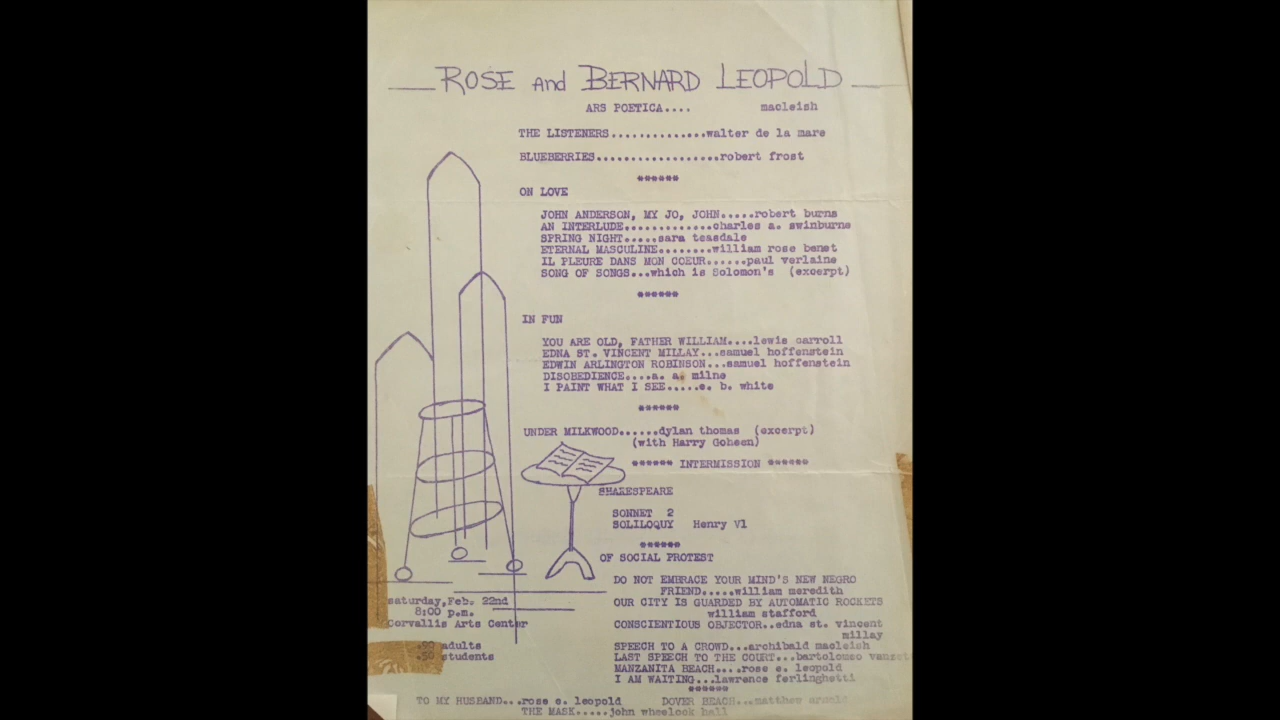 ROSE and BERNARD LEOPOLD
ARS POETICA.... macleish
THE LISTENERS..............walter de la mare
BLUEBERRIES..................robert frost
******
ON LOVE
JOHN ANDERSON, MY JO, JOHN.....robert burns
AN INTERLUDE.............charles a. swinburne
SPRING NIGHT.....sara teasdale
ETERNAL MASCULINE........william rose benet
IL PLEURE DANS MON COEUR......paul verlaine
SONG OF SONGS...which is Solomon's (excerpt)
******
IN FUN
YOU ARE OLD, FATHER WILLIAM....lewis carroll
EDNA ST. VINCENT MILLAY...samuel hoffenstein
EDWIN ARLINGTON ROBINSON...samuel hoffenstein
DISOBEDIENCE....a. a. milne
I PAINT WHAT I SEE.....e. b. white
******
UNDER MILKWOOD......dylan thomas (excerpt)
(with Harry Goheen)
****** INTERMISSION ******
SHAKESPEARE
SONNET 2
SOLILOQUY Henry Vl
******
OF SOCIAL PROTEST
DO NOT EMBRACE YOUR MIND'S NEW NEGRO
FRIEND.....william meredith
OUR CITY IS GUARDED BY AUTOMATIC ROCKETS
william stafford
CONSCIENTIOUS OBJECTOR..edna st. vincent
millay
SPEECH TO A CROWD...archibald macleish
LAST SPEECH TO THE COURT...bartolomeo
MANZANITA BEACH....rose e. leopold
I AM WAITING...lawrence ferlinghetti
******
saturday,Feb. 22nd
8:00 p.m.
Corvallis Arts Center
adults
.50 students
TO MY HUSBAND...rose e. leopold DOVER BEACH...matthew arnold
THE MASK.....john wheelock hall